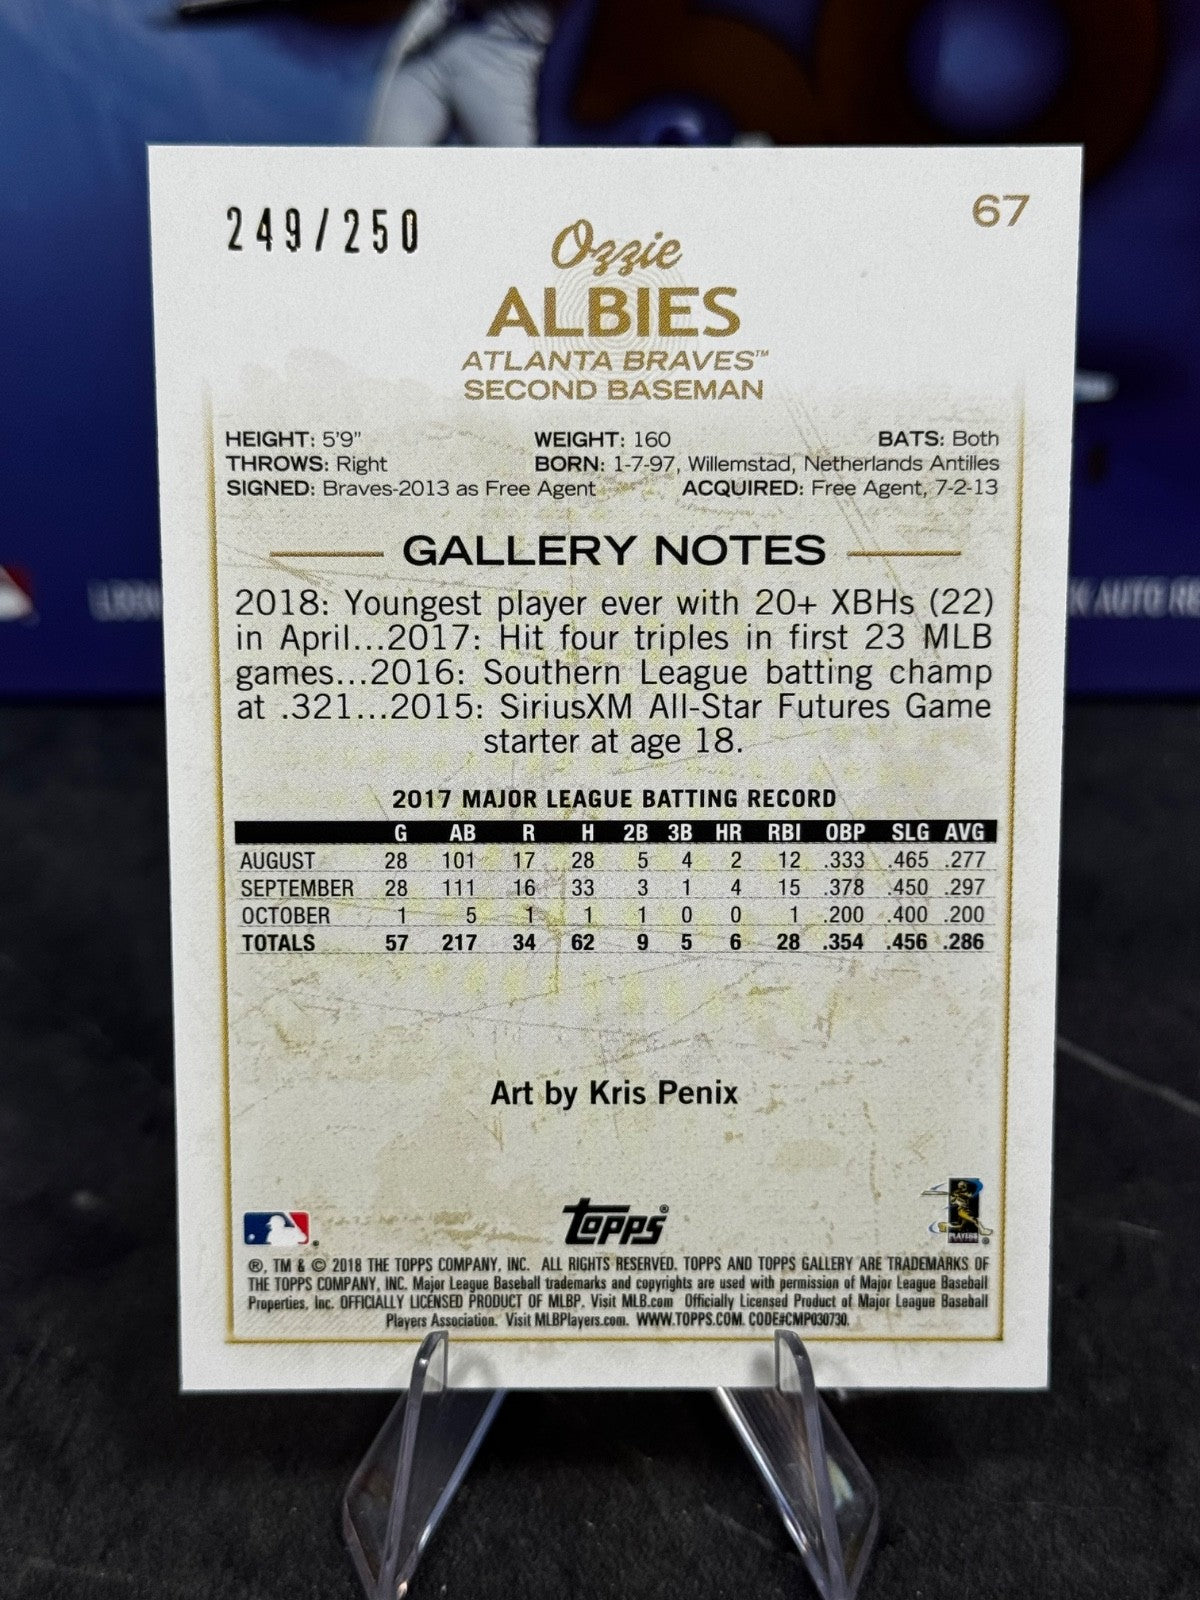 249/250
67
Ozzie
ALBIES
ATLANTA BRAVES™
SECOND BASEMAN
HEIGHT: 5'9" WEIGHT: 160 BATS: Both
THROWS: Right BORN: 1-7-97, Willemstad, Netherlands Antilles
SIGNED: Braves-2013 as Free Agent ACQUIRED: Free Agent, 7-2-13
GALLERY NOTES
2018: Youngest player ever with 20+ XBHs (22)
in April...2017: Hit four triples in first 23 MLB
games...2016: Southern League batting champ
at .321...2015: SiriusXM All-Star Futures Game
starter at age 18.
2017 MAJOR LEAGUE BATTING RECORD
G AB R H 2B 3B HR RBI OBP SLG AVG
AUGUST 28 101 17 28 5 4 2 12 .333 .465 .277
SEPTEMBER 28 111 16 33 3 1 4 15 .378 .450 .297
OCTOBER 1 5 1 1 1 0 0 1 .200 .400 .200
TOTALS 57 217 34 62 9 5 6 28 .354 .456 .286
Art by Kris Penix
topps®
PLAYERS
®, TM & © 2018 THE TOPPS COMPANY, INC. ALL RIGHTS RESERVED. TOPPS AND TOPPS GALLERY ARE TRADEMARKS OF
THE TOPPS COMPANY, INC. Major League Baseball trademarks and copyrights are used with permission of Major League Baseball
Properties, Inc. OFFICIALLY LICENSED PRODUCT OF MLBP. Visit MLB.com Officially Licensed Product of Major League Baseball
Players Association. Visit MLBPlayers.com. WWW.TOPPS.COM. CODE#CMP030730.